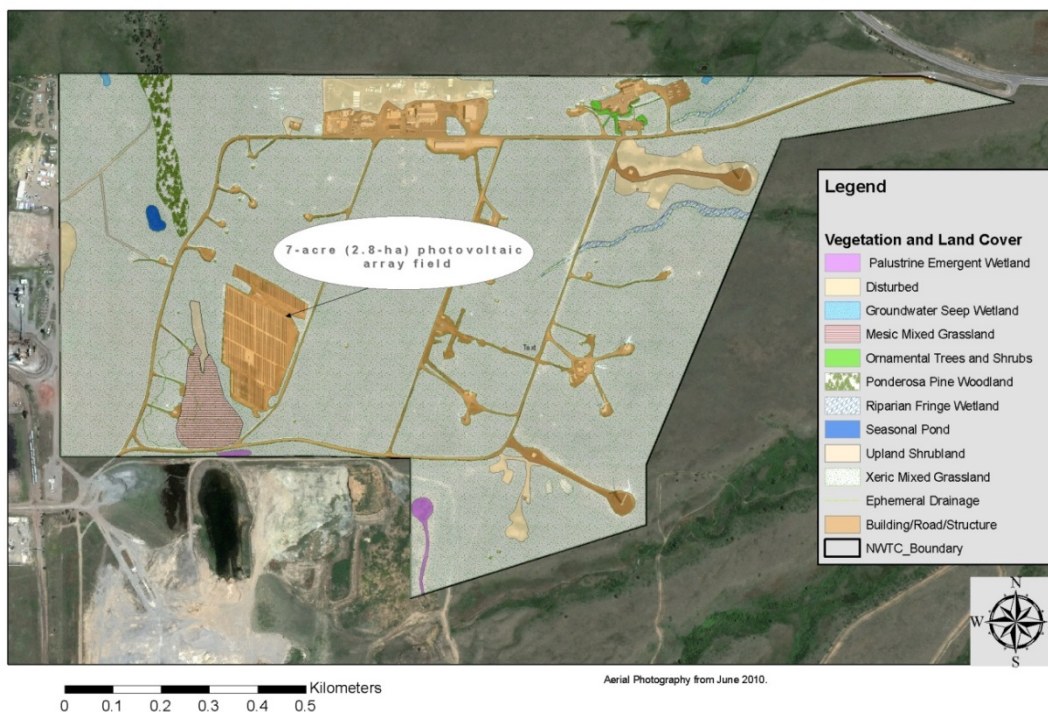 7-acre (2.8-ha) photovoltaic
array field
Text
Legend
Vegetation and Land Cover
Palustrine Emergent Wetland
Disturbed
Groundwater Seep Wetland
Mesic Mixed Grassland
Ornamental Trees and Shrubs
Ponderosa Pine Woodland
Riparian Fringe Wetland
Seasonal Pond
Upland Shrubland
Xeric Mixed Grassland
Ephemeral Drainage
Building/Road/Structure
NWTC_Boundary
N
W E
S
Kilometers
0 0.1 0.2 0.3 0.4 0.5
Aerial Photography from June 2010.